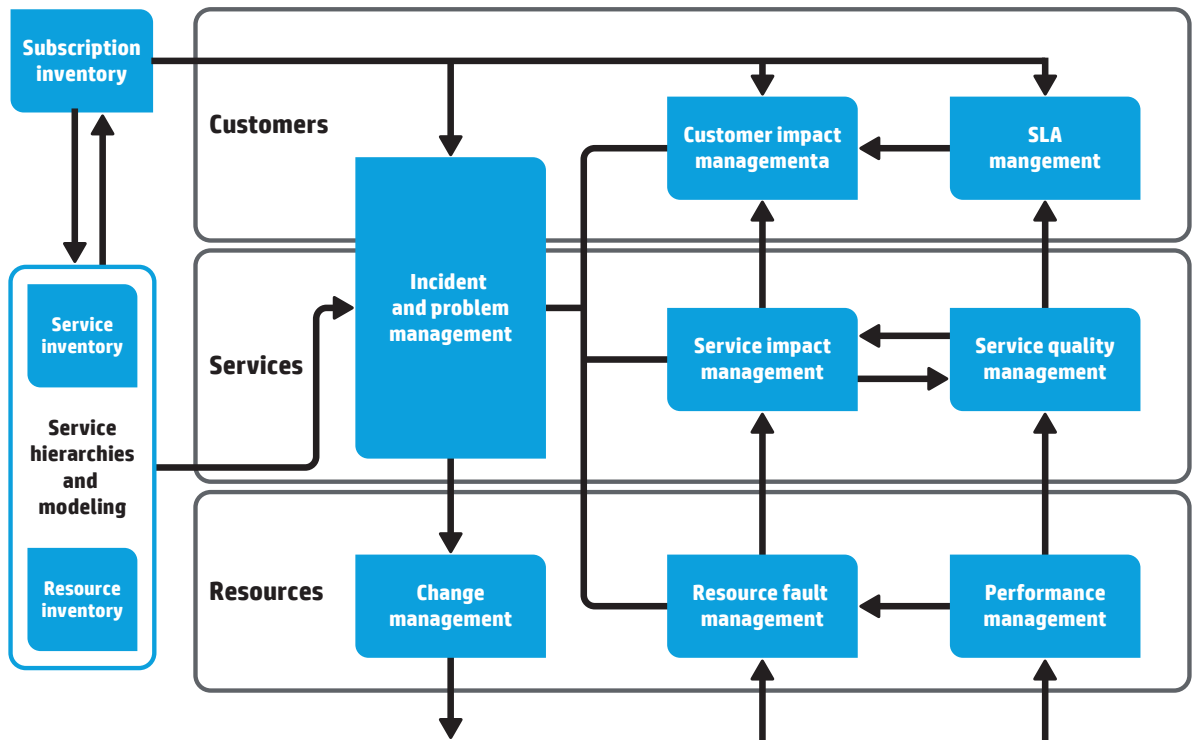 Subscription
inventory
Customers
Customer impact
managementa
SLA
mangement
Incident
and problem
management
Service
inventory
Services
Service impact
management
Service quality
management
Service
hierarchies
and
modeling
Resource
inventory
Resources
Change
management
Resource fault
management
Performance
management